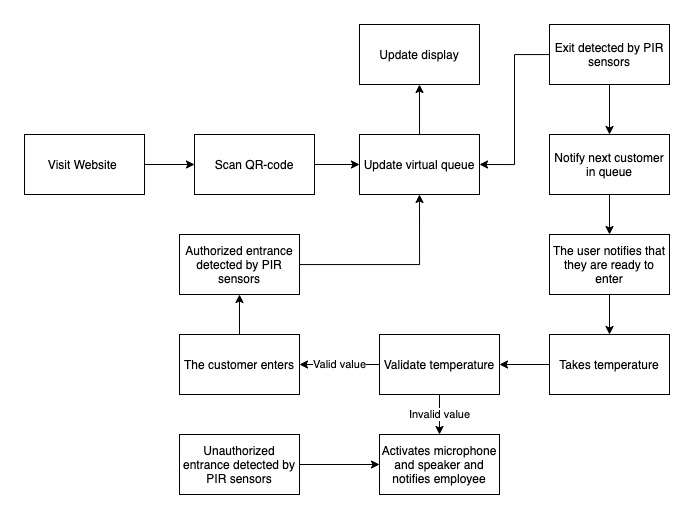 Update display
Exit detected by PIR
sensors
Visit Website
Scan QR-code
Update virtual queue
Notify next customer
in queue
Authorized entrance
detected by PIR
sensors
The user notifies that
they are ready to
enter
The customer enters
Valid value
Validate temperature
Takes temperature
Invalid value
Unauthorized
entrance detected by
PIR sensors
Activates microphone
and speaker and
notifies employee